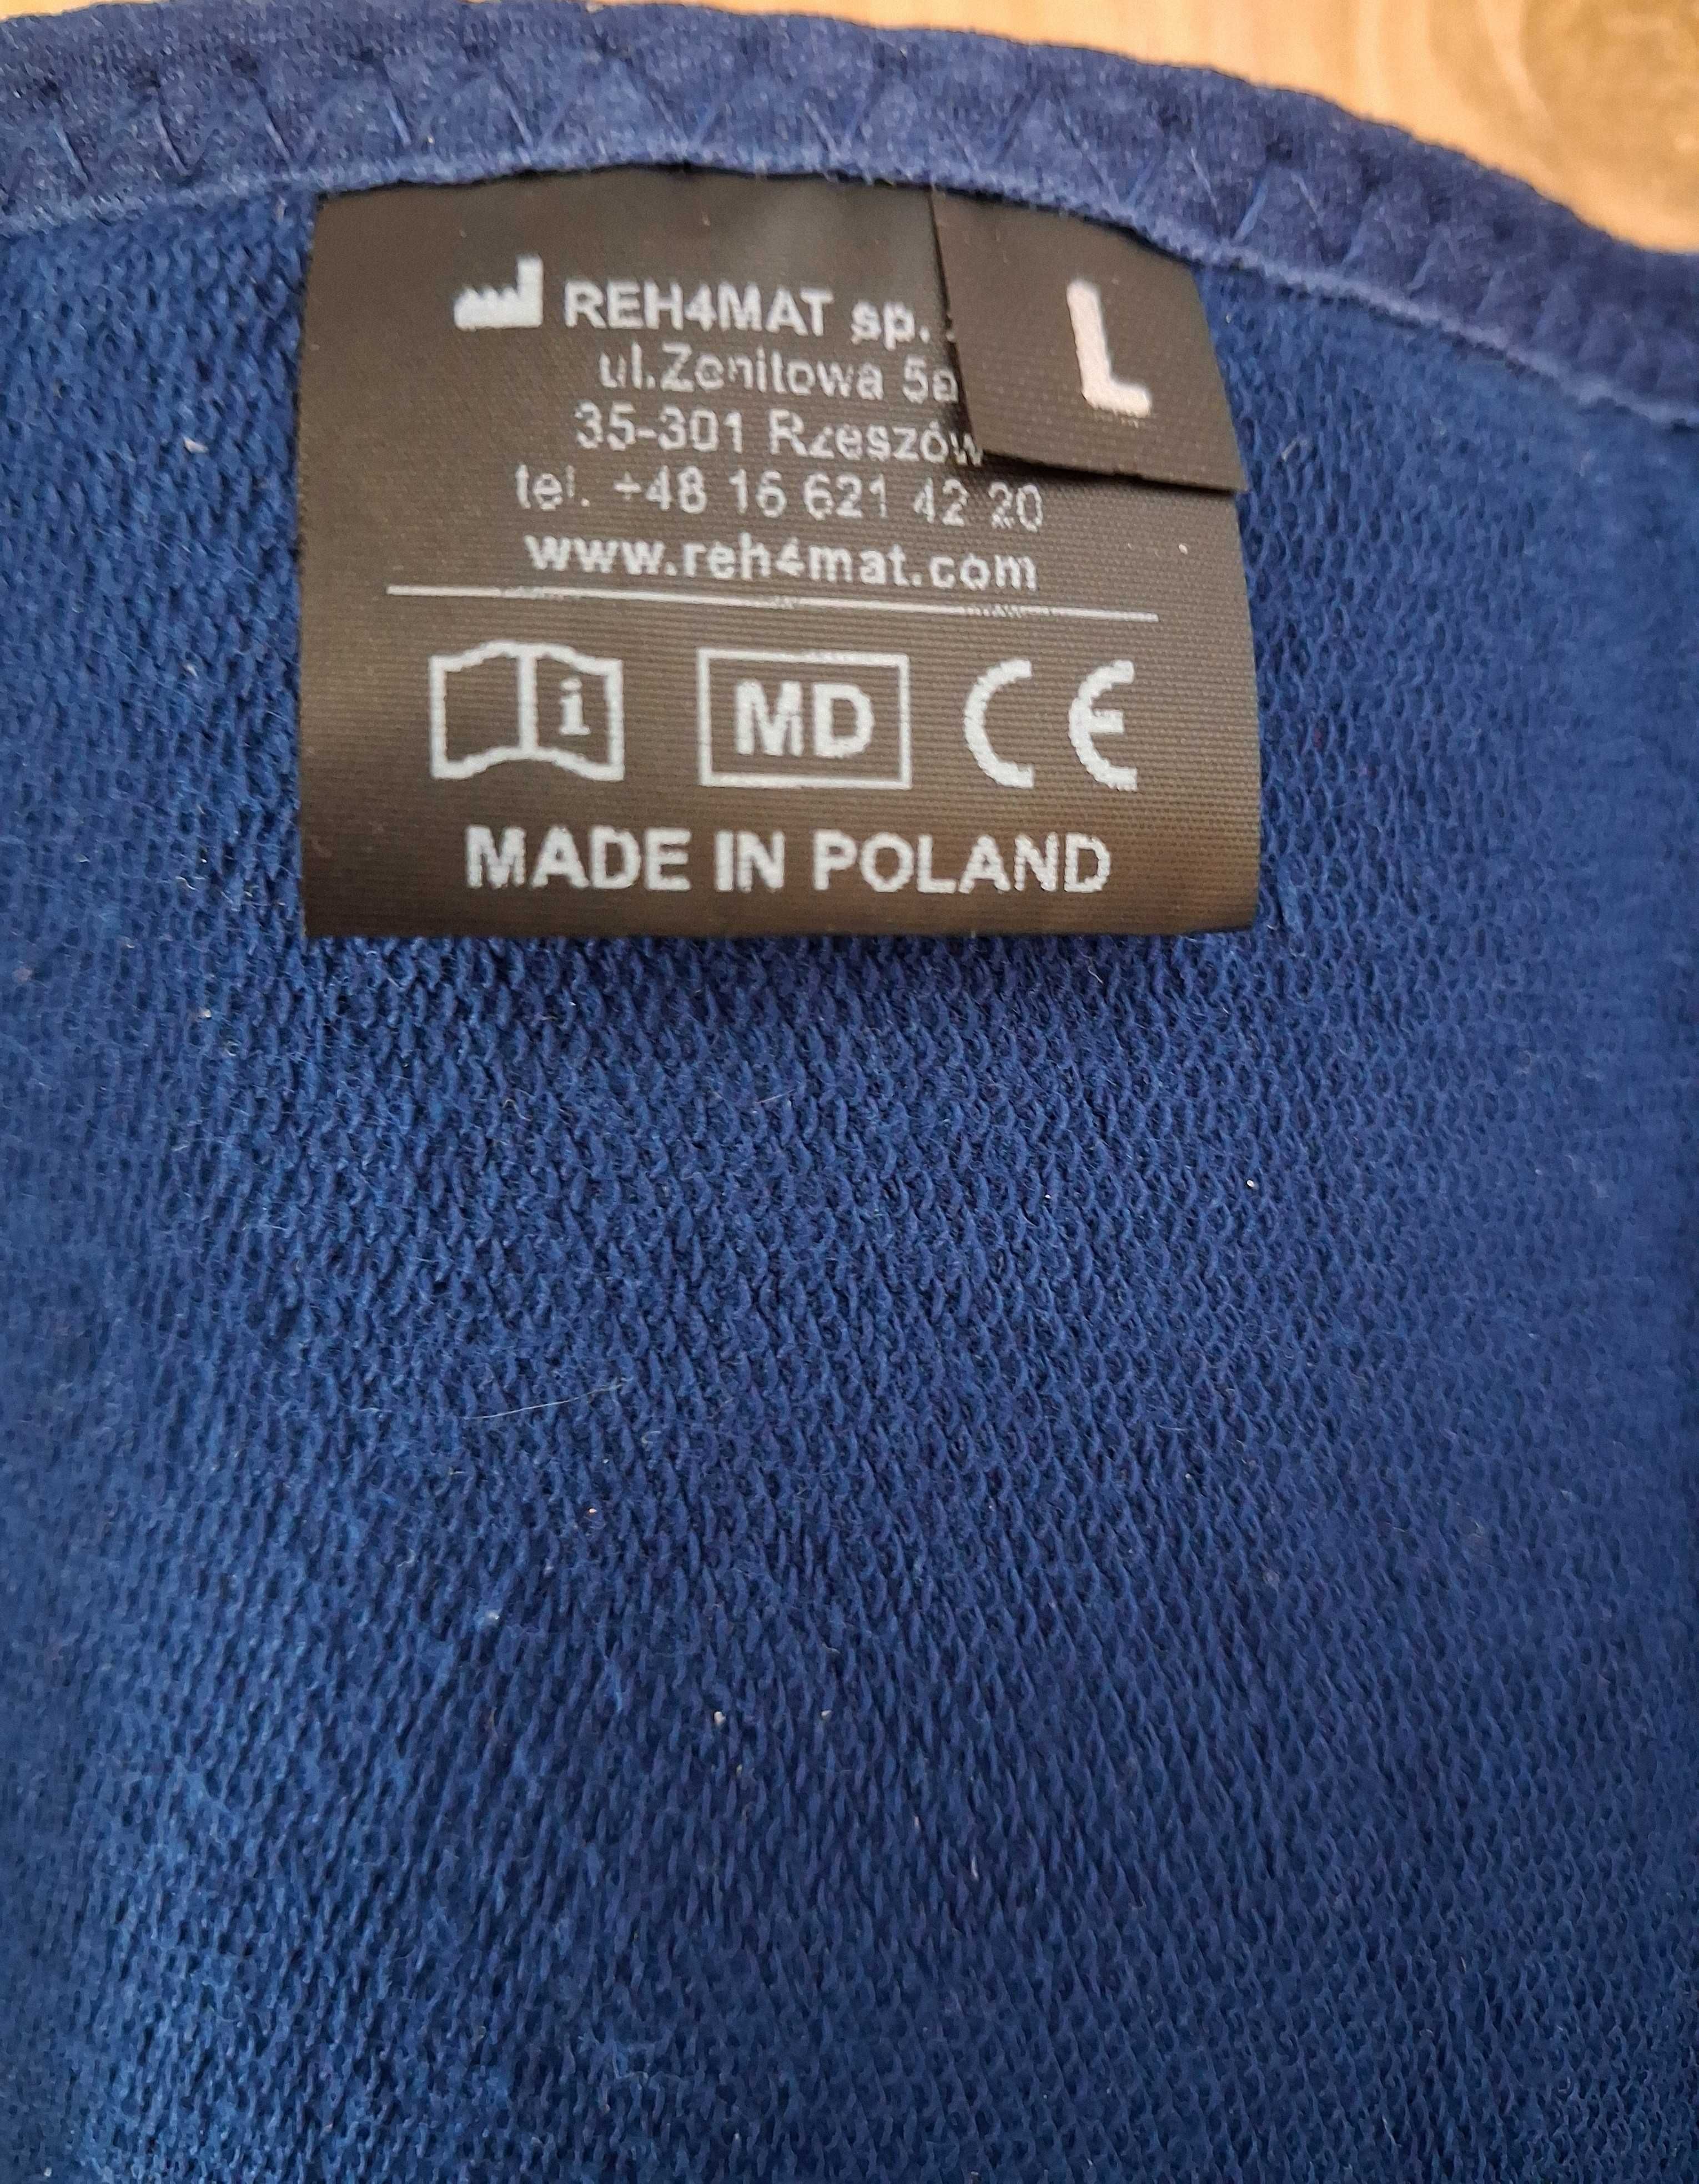 REH4MAT sp.
L
ul.Zenitowa 5a
35-301 Rzeszów
tel. +48 16 621 42 20
www.reh4mat.com
i
MD
CE
MADE IN POLAND